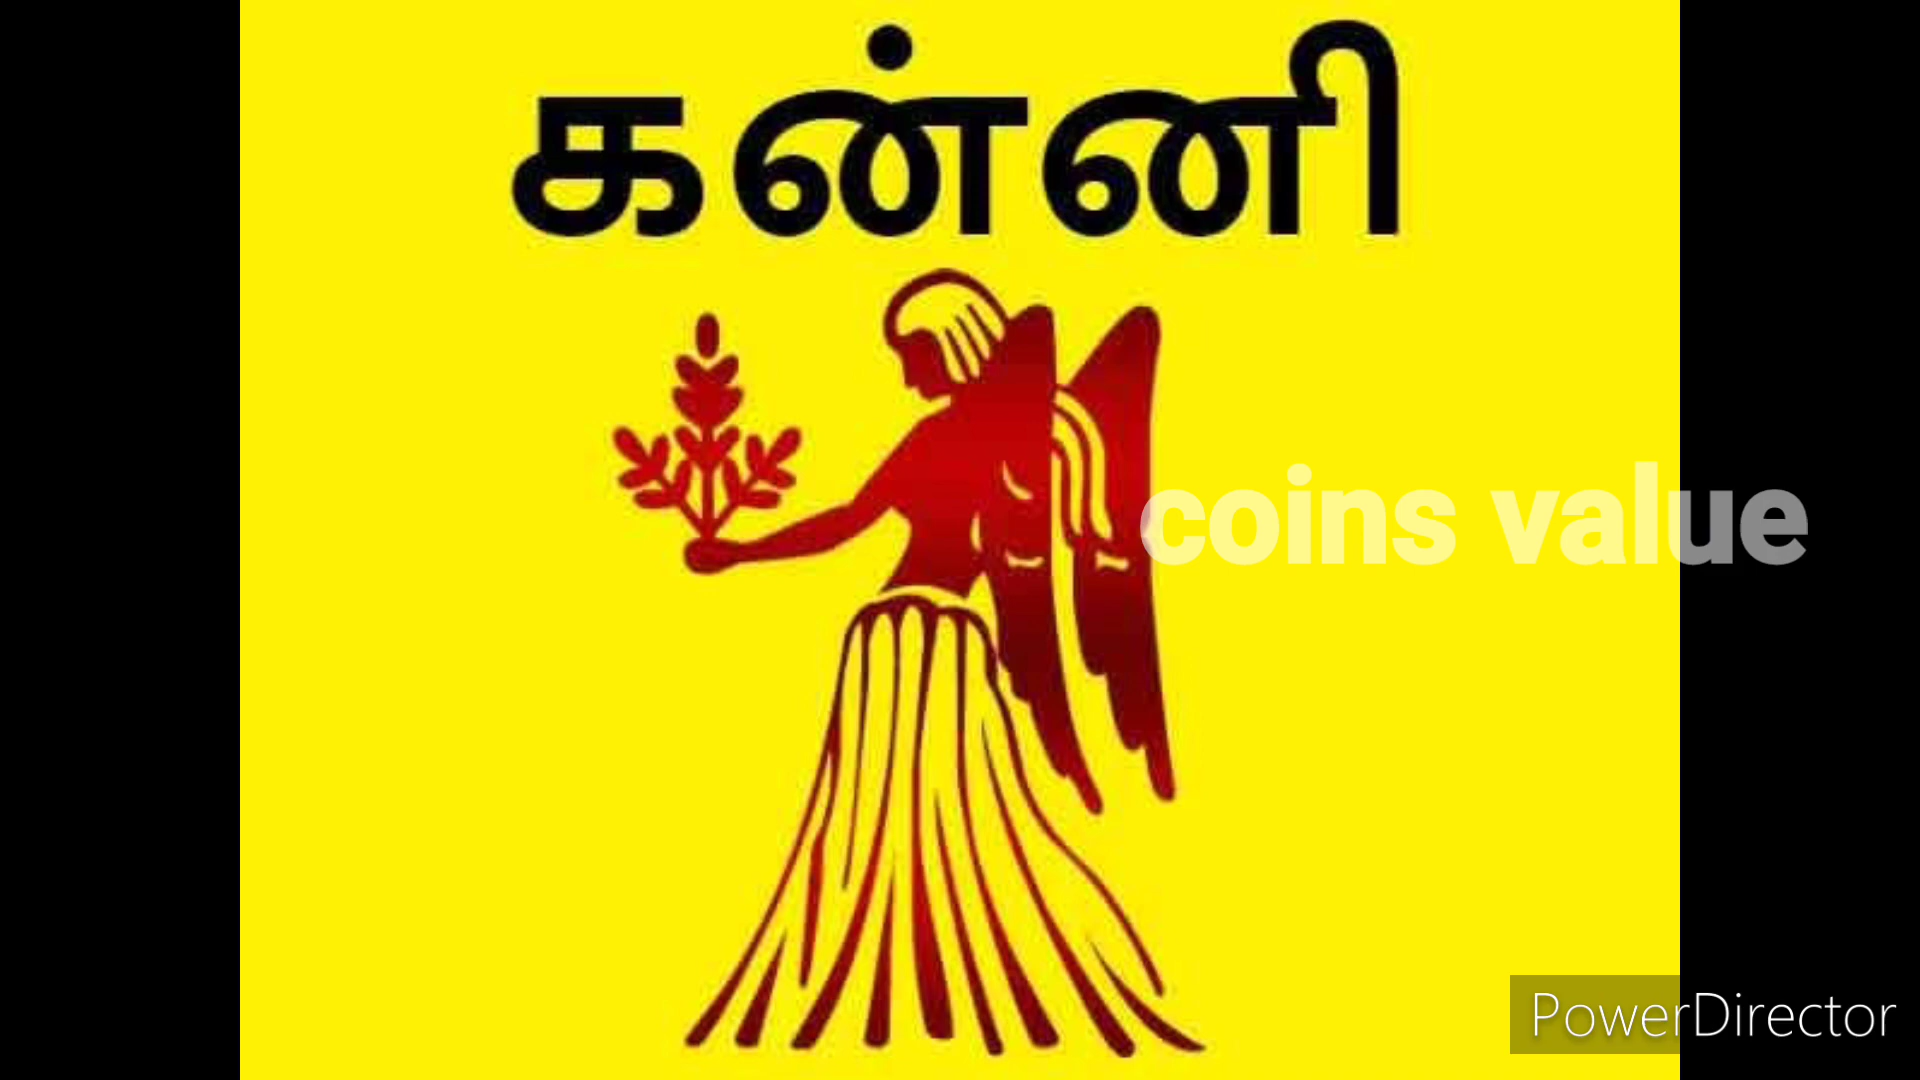 கன்னி
coins value
PowerDirector